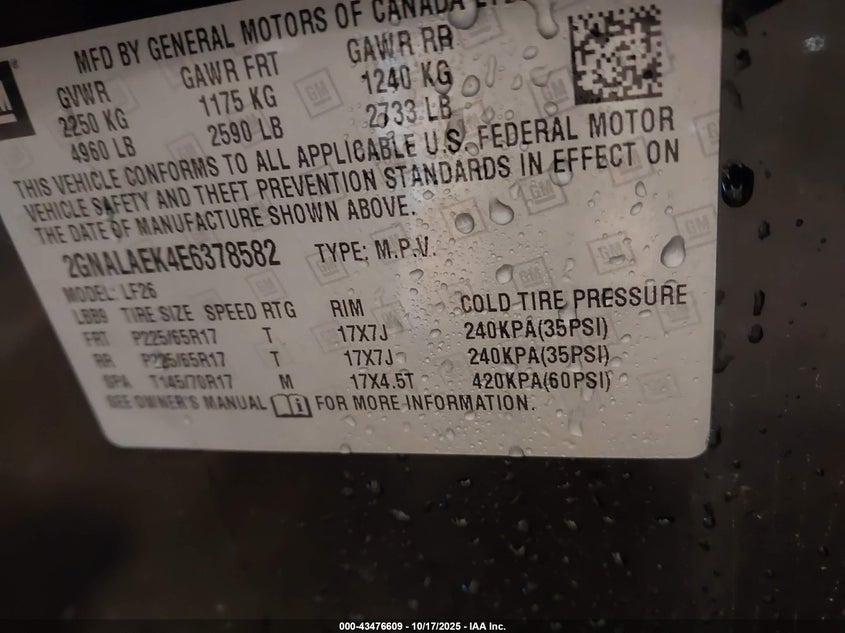 MFD BY GENERAL MOTORS OF CANADA
GVWR GAWR FRT GAWR RR
2250 KG 1175 KG 1240 KG
4960 LB 2590 LB 2733 LB
THIS VEHICLE CONFORMS TO ALL APPLICABLE U.S. FEDERAL MOTOR
VEHICLE SAFETY AND THEFT PREVENTION STANDARDS IN EFFECT ON
THE DATE OF MANUFACTURE SHOWN ABOVE.
2GNALAEK4E6378582 TYPE: M.P.V.
MODEL: LF26
LBB9 TIRE SIZE SPEED RTG RIM COLD TIRE PRESSURE
FRT P225/65R17 T 17X7J 240KPA(35PSI)
RR P225/65R17 T 17X7J 240KPA(35PSI)
SPA T145/70R17 M 17X4.5T 420KPA(60PSI)
SEE OWNER'S MANUAL FOR MORE INFORMATION.
000-43476609 - 10/17/2025 - IAA Inc.